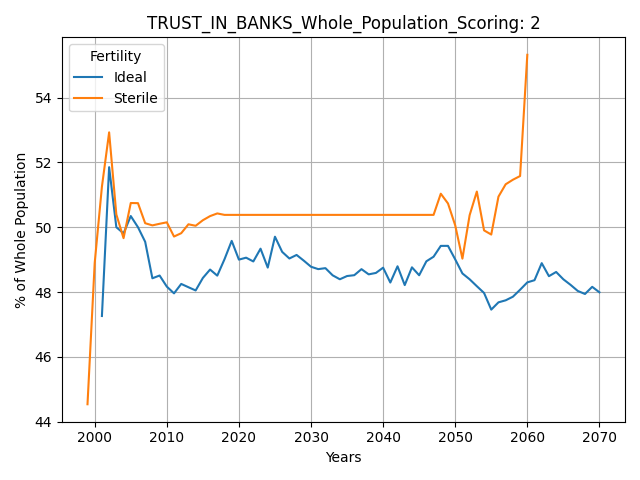 TRUST_IN_BANKS_Whole_Population_Scoring: 2
Fertility
Ideal
Sterile
% of Whole Population
54
52
50
48
46
44
2000 2010 2020 2030 2040 2050 2060 2070
Years